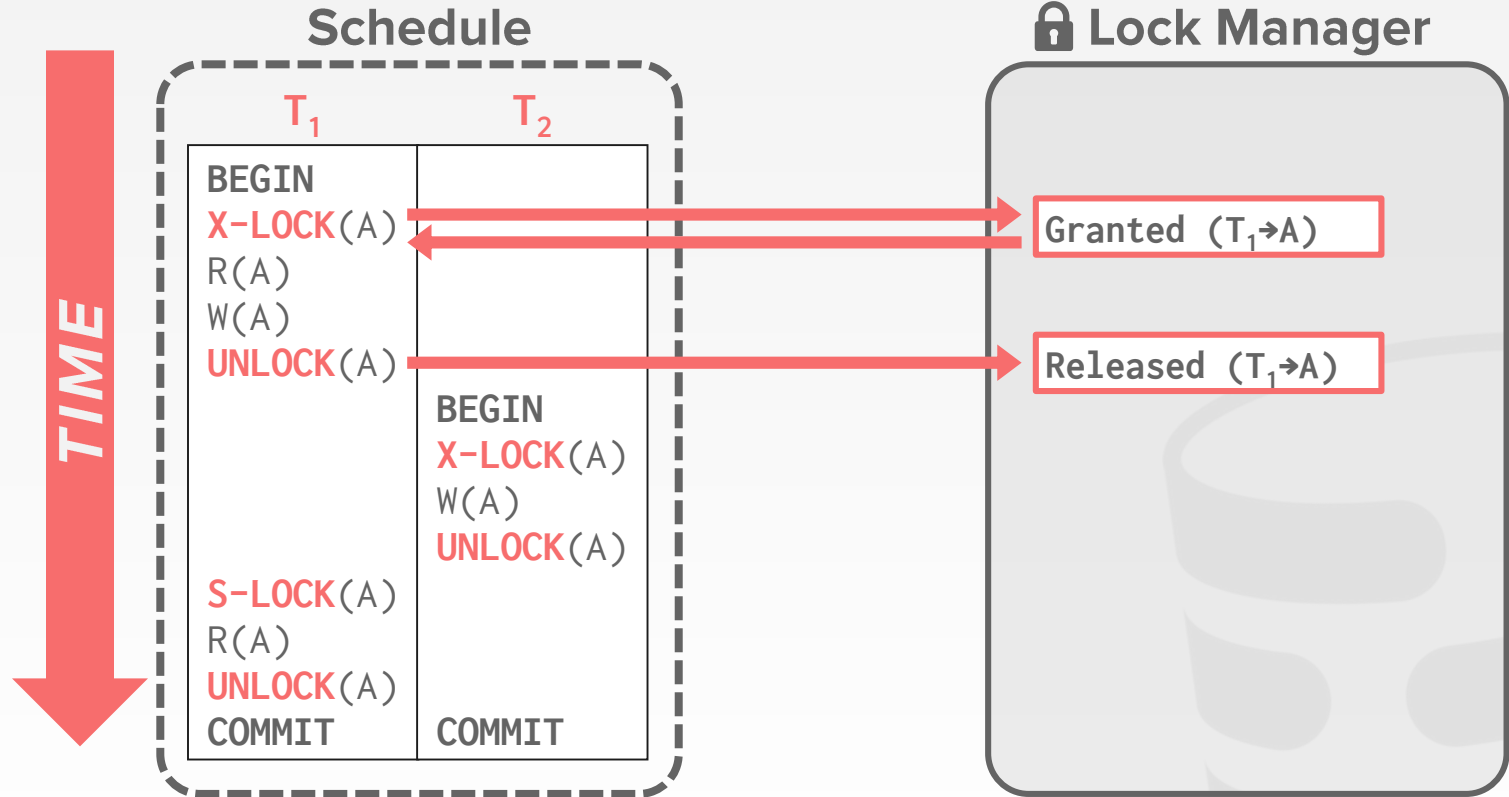 Schedule
Lock Manager
TIME
T₁ T₂
BEGIN
X-LOCK(A)
R(A)
W(A)
UNLOCK(A)
BEGIN
X-LOCK(A)
W(A)
UNLOCK(A)
S-LOCK(A)
R(A)
UNLOCK(A)
COMMIT COMMIT
Granted (T₁→A)
Released (T₁→A)